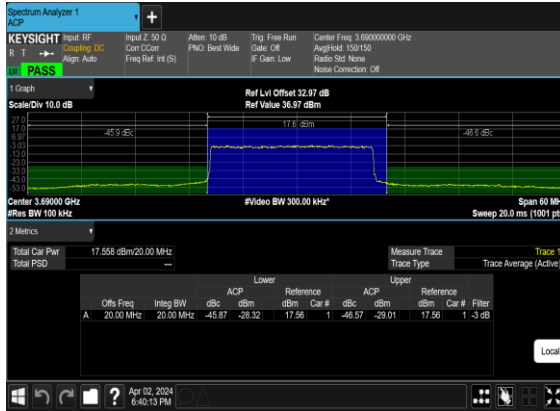 Spectrum Analyzer 1
ACP
KEYSIGHT Input: RF Input Z: 50 Ω Atten: 10 dB Trig: Free Run Center Freq: 3.690000000 GHz
R T Coupling: DC Corr CCorr PNO: Best Wide Gate: Off Avg|Hold: 150/150
Align: Auto Freq Ref: Int (S) IF Gain: Low Radio Std: None
LXI PASS Noise Correction: Off
1 Graph Ref Lvl Offset 32.97 dB
Scale/Div 10.0 dB Ref Value 36.97 dBm
27.0
17.0 17.6 dBm
6.97 -45.9 dBc -46.6 dBc
-3.03
-13.0
-23.0
-33.0
-43.0
-53.0
Center 3.69000 GHz #Video BW 300.00 kHz* Span 60 MH
#Res BW 100 kHz Sweep 20.0 ms (1001 pt
2 Metrics
Total Car Pwr 17.558 dBm/20.00 MHz Measure Trace Trace 1
Total PSD --- Trace Type Trace Average (Active)
Lower Upper
ACP Reference ACP Reference
Offs Freq Integ BW dBc dBm dBm Car # dBc dBm dBm Car # Filter
A 20.00 MHz 20.00 MHz -45.87 -28.32 17.56 1 -46.57 -29.01 17.56 1 -3 dB
Local
? Apr 02, 2024
6:40:13 PM